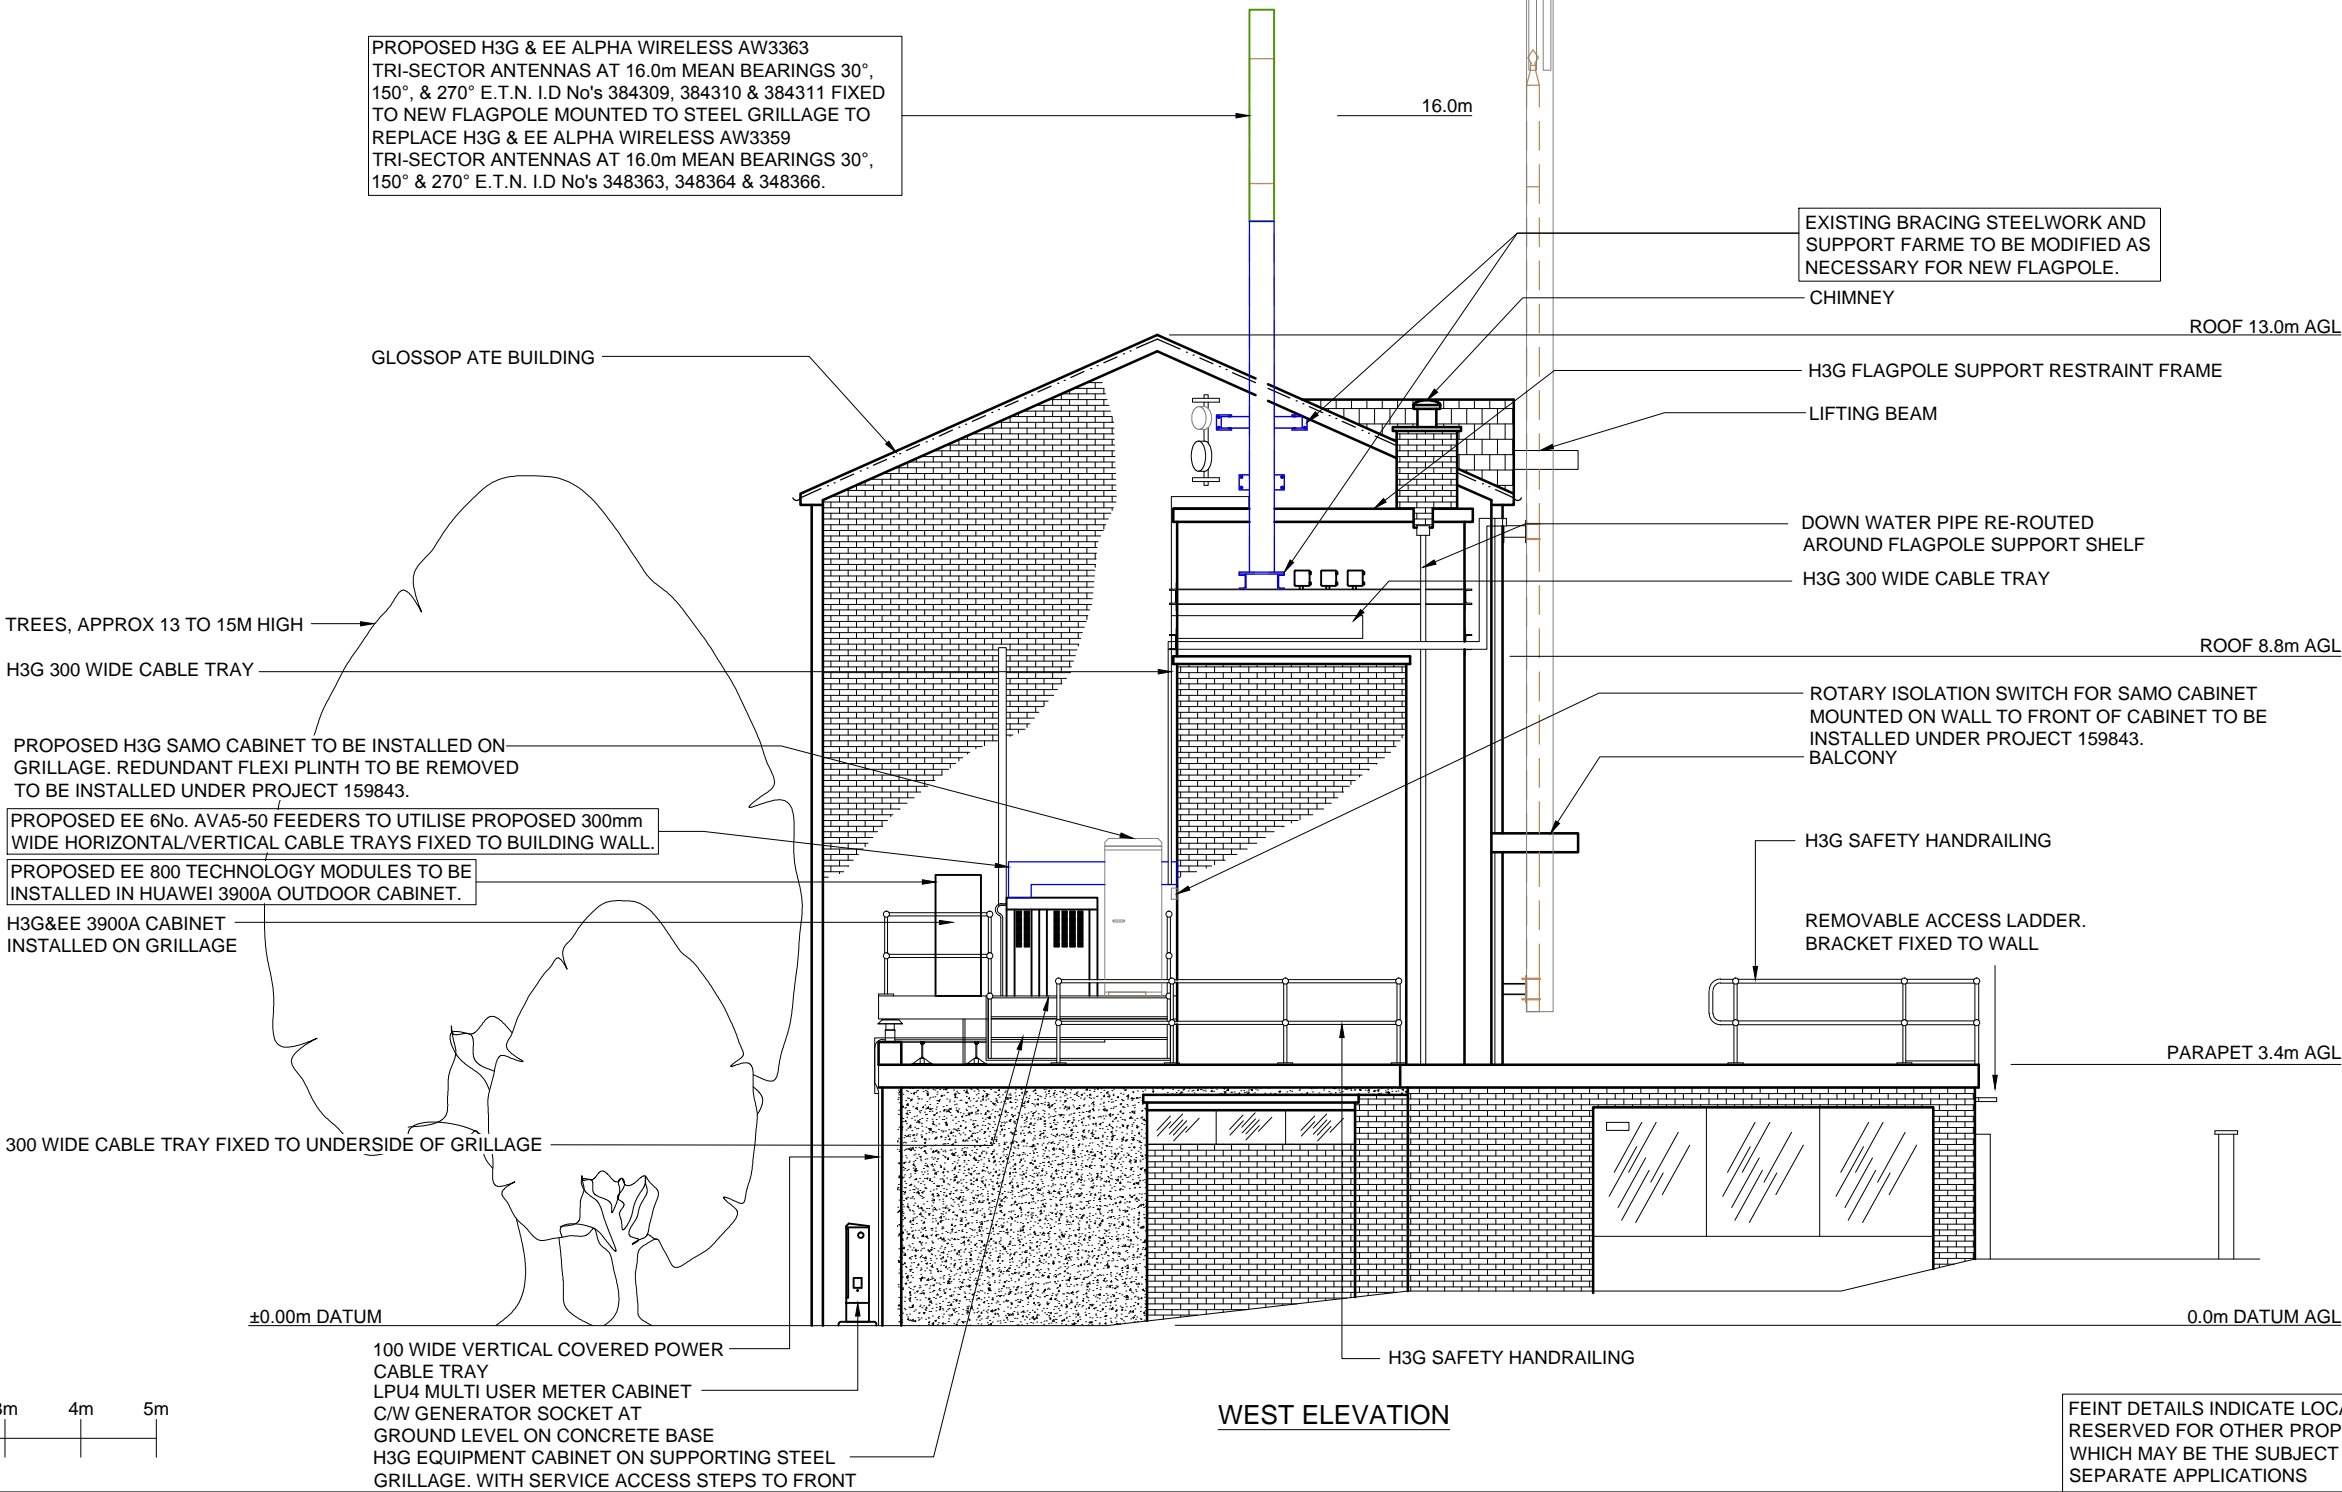 PROPOSED H3G & EE ALPHA WIRELESS AW3363
TRI-SECTOR ANTENNAS AT 16.0m MEAN BEARINGS 30°,
150°, & 270° E.T.N. I.D No's 384309, 384310 & 384311 FIXED
TO NEW FLAGPOLE MOUNTED TO STEEL GRILLAGE TO
REPLACE H3G & EE ALPHA WIRELESS AW3359
TRI-SECTOR ANTENNAS AT 16.0m MEAN BEARINGS 30°,
150° & 270° E.T.N. I.D No's 348363, 348364 & 348366.
16.0m
EXISTING BRACING STEELWORK AND
SUPPORT FARME TO BE MODIFIED AS
NECESSARY FOR NEW FLAGPOLE.
CHIMNEY
ROOF 13.0m AGL
GLOSSOP ATE BUILDING
H3G FLAGPOLE SUPPORT RESTRAINT FRAME
LIFTING BEAM
DOWN WATER PIPE RE-ROUTED
AROUND FLAGPOLE SUPPORT SHELF
H3G 300 WIDE CABLE TRAY
TREES, APPROX 13 TO 15M HIGH
ROOF 8.8m AGL
H3G 300 WIDE CABLE TRAY
ROTARY ISOLATION SWITCH FOR SAMO CABINET
MOUNTED ON WALL TO FRONT OF CABINET TO BE
INSTALLED UNDER PROJECT 159843.
BALCONY
PROPOSED H3G SAMO CABINET TO BE INSTALLED ON
GRILLAGE. REDUNDANT FLEXI PLINTH TO BE REMOVED
TO BE INSTALLED UNDER PROJECT 159843.
PROPOSED EE 6No. AVA5-50 FEEDERS TO UTILISE PROPOSED 300mm
WIDE HORIZONTAL/VERTICAL CABLE TRAYS FIXED TO BUILDING WALL.
H3G SAFETY HANDRAILING
PROPOSED EE 800 TECHNOLOGY MODULES TO BE
INSTALLED IN HUAWEI 3900A OUTDOOR CABINET.
H3G&EE 3900A CABINET
INSTALLED ON GRILLAGE
REMOVABLE ACCESS LADDER.
BRACKET FIXED TO WALL
PARAPET 3.4m AGL
300 WIDE CABLE TRAY FIXED TO UNDERSIDE OF GRILLAGE
±0.00m DATUM
0.0m DATUM AGL
100 WIDE VERTICAL COVERED POWER
CABLE TRAY
LPU4 MULTI USER METER CABINET
C/W GENERATOR SOCKET AT
GROUND LEVEL ON CONCRETE BASE
H3G EQUIPMENT CABINET ON SUPPORTING STEEL
GRILLAGE. WITH SERVICE ACCESS STEPS TO FRONT
H3G SAFETY HANDRAILING
3m 4m 5m
WEST ELEVATION
FEINT DETAILS INDICATE LOCA
RESERVED FOR OTHER PROP
WHICH MAY BE THE SUBJECT
SEPARATE APPLICATIONS